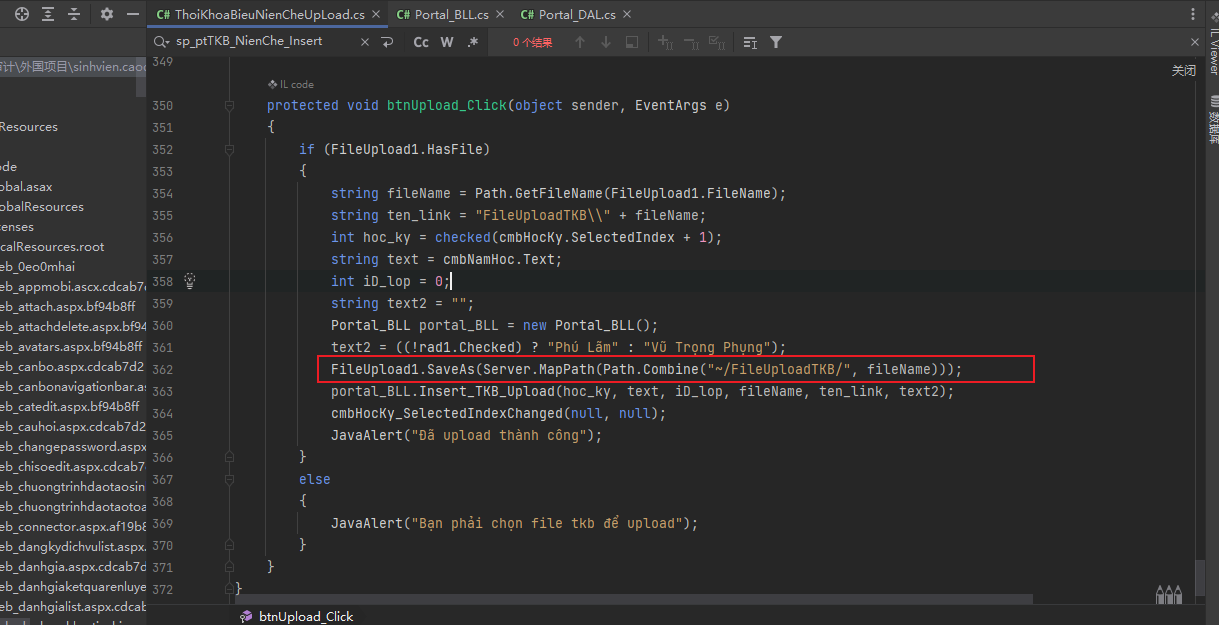 C# ThoiKhoaBieuNienCheUpLoad.cs × C# Portal_BLL.cs × C# Portal_DAL.cs ×
sp_ptTKB_NienChe_Insert × Cc W .* 0 个结果
计\外国项目\sinhvien.caoc
Resources
ode
obal.asax
obalResources
censes
calResources.root
eb_0eo0mhai
eb_appmobi.ascx.cdcab7
eb_attach.aspx.bf94b8ff
eb_attachdelete.aspx.bf94
eb_avatars.aspx.bf94b8ff
eb_canbo.aspx.cdcab7d2
eb_canbonavigationbar.as
eb_catedit.aspx.bf94b8ff
eb_cauhoi.aspx.cdcab7d2
eb_changepassword.aspx
eb_chisoedit.aspx.cdcab7
eb_chuongtrinhdaotaosin
eb_chuongtrinhdaotaotoa
eb_connector.aspx.af19b8
eb_dangkydichvulist.aspx.
eb_danhgia.aspx.cdcab7d
eb_danhgiaketquarenluye
eb_danhgialist.aspx.cdcab
349
IL code
350 protected void btnUpload_Click(object sender, EventArgs e)
351 {
352 if (FileUpload1.HasFile)
353 {
354 string fileName = Path.GetFileName(FileUpload1.FileName);
355 string ten_link = "FileUploadTKB\\" + fileName;
356 int hoc_ky = checked(cmbHocKy.SelectedIndex + 1);
357 string text = cmbNamHoc.Text;
358 int iD_lop = 0;
359 string text2 = "";
360 Portal_BLL portal_BLL = new Portal_BLL();
361 text2 = ((!rad1.Checked) ? "Phú Lãm" : "Vũ Trọng Phụng");
362 FileUpload1.SaveAs(Server.MapPath(Path.Combine("~/FileUploadTKB/", fileName)));
363 portal_BLL.Insert_TKB_Upload(hoc_ky, text, iD_lop, fileName, ten_link, text2);
364 cmbHocKy_SelectedIndexChanged(null, null);
365 JavaAlert("Đã upload thành công");
366 }
367 else
368 {
369 JavaAlert("Bạn phải chọn file tkb để upload");
370 }
371 }
372 }
关闭
IL Viewer
数据库
btnUpload_Click